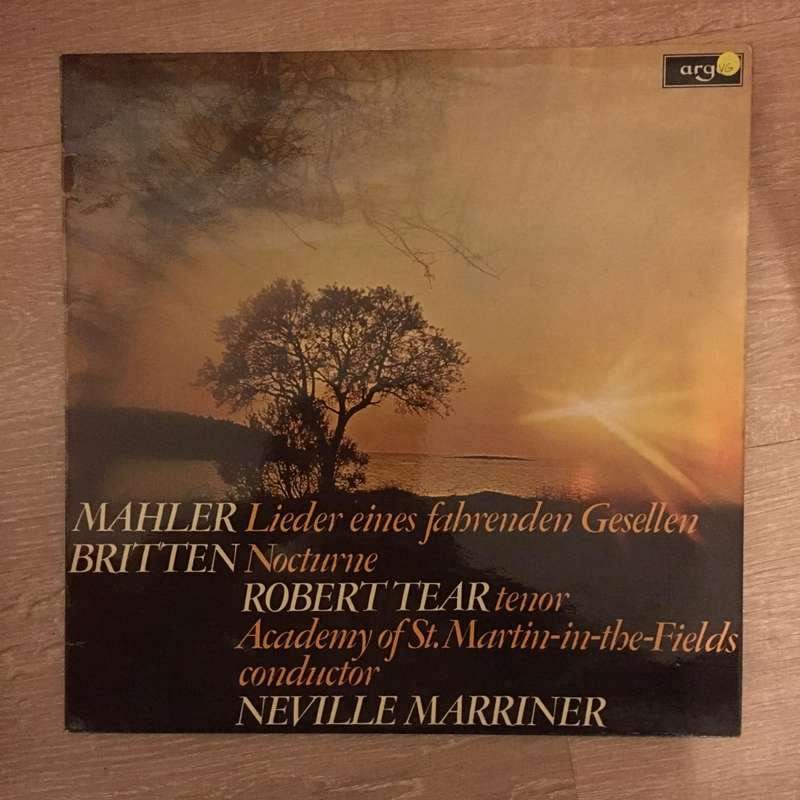 arg
VG
MAHLER Lieder eines fahrenden Gesellen
BRITTEN Nocturne
ROBERT TEAR tenor
Academy of St. Martin-in-the-Fields
conductor
NEVILLE MARRINER